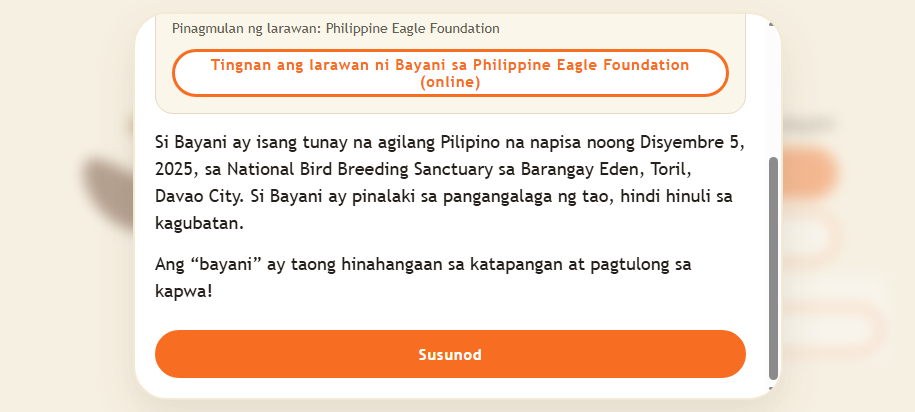 Pinagmulan ng larawan: Philippine Eagle Foundation
Tingnan ang larawan ni Bayani sa Philippine Eagle Foundation
(online)
Si Bayani ay isang tunay na agilang Pilipino na napisa noong Disyembre 5,
2025, sa National Bird Breeding Sanctuary sa Barangay Eden, Toril,
Davao City. Si Bayani ay pinalaki sa pangangalaga ng tao, hindi hinuli sa
kagubatan.
Ang “bayani” ay taong hinahangaan sa katapangan at pagtulong sa
kapwa!
Susunod